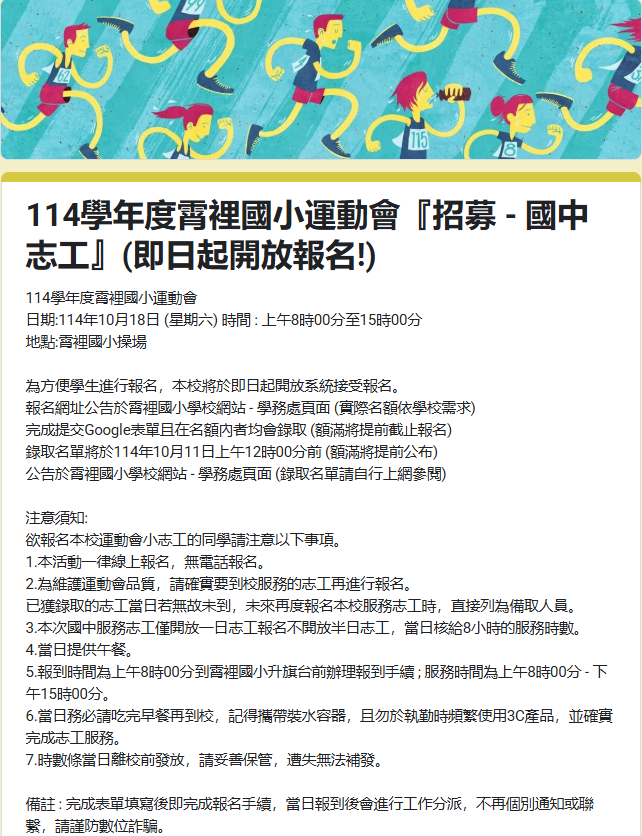 99
62
115
8
114學年度霄裡國小運動會『招募 - 國中
志工』(即日起開放報名!)
114學年度霄裡國小運動會
日期:114年10月18日 (星期六) 時間 : 上午8時00分至15時00分
地點:霄裡國小操場
為方便學生進行報名，本校將於即日起開放系統接受報名。
報名網址公告於霄裡國小學校網站 - 學務處頁面 (實際名額依學校需求)
完成提交Google表單且在名額內者均會錄取 (額滿將提前截止報名)
錄取名單將於114年10月11日上午12時00分前 (額滿將提前公布)
公告於霄裡國小學校網站 - 學務處頁面 (錄取名單請自行上網參閱)
注意須知:
欲報名本校運動會小志工的同學請注意以下事項。
1.本活動一律線上報名，無電話報名。
2.為維護運動會品質，請確實要到校服務的志工再進行報名。
已獲錄取的志工當日若無故未到，未來再度報名本校服務志工時，直接列為備取人員。
3.本次國中服務志工僅開放一日志工報名不開放半日志工，當日核給8小時的服務時數。
4.當日提供午餐。
5.報到時間為上午8時00分到霄裡國小升旗台前辦理報到手續 ; 服務時間為上午8時00分 - 下
午15時00分。
6.當日務必請吃完早餐再到校，記得攜帶裝水容器，且勿於執勤時頻繁使用3C產品，並確實
完成志工服務。
7.時數條當日離校前發放，請妥善保管，遺失無法補發。
備註 : 完成表單填寫後即完成報名手續，當日報到後會進行工作分派，不再個別通知或聯
繫，請謹防數位詐騙。